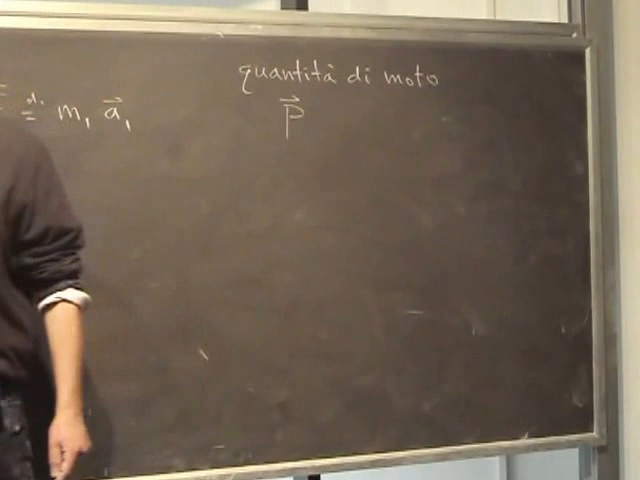 quantità di moto
d. = m₁ a⃗₁
p⃗